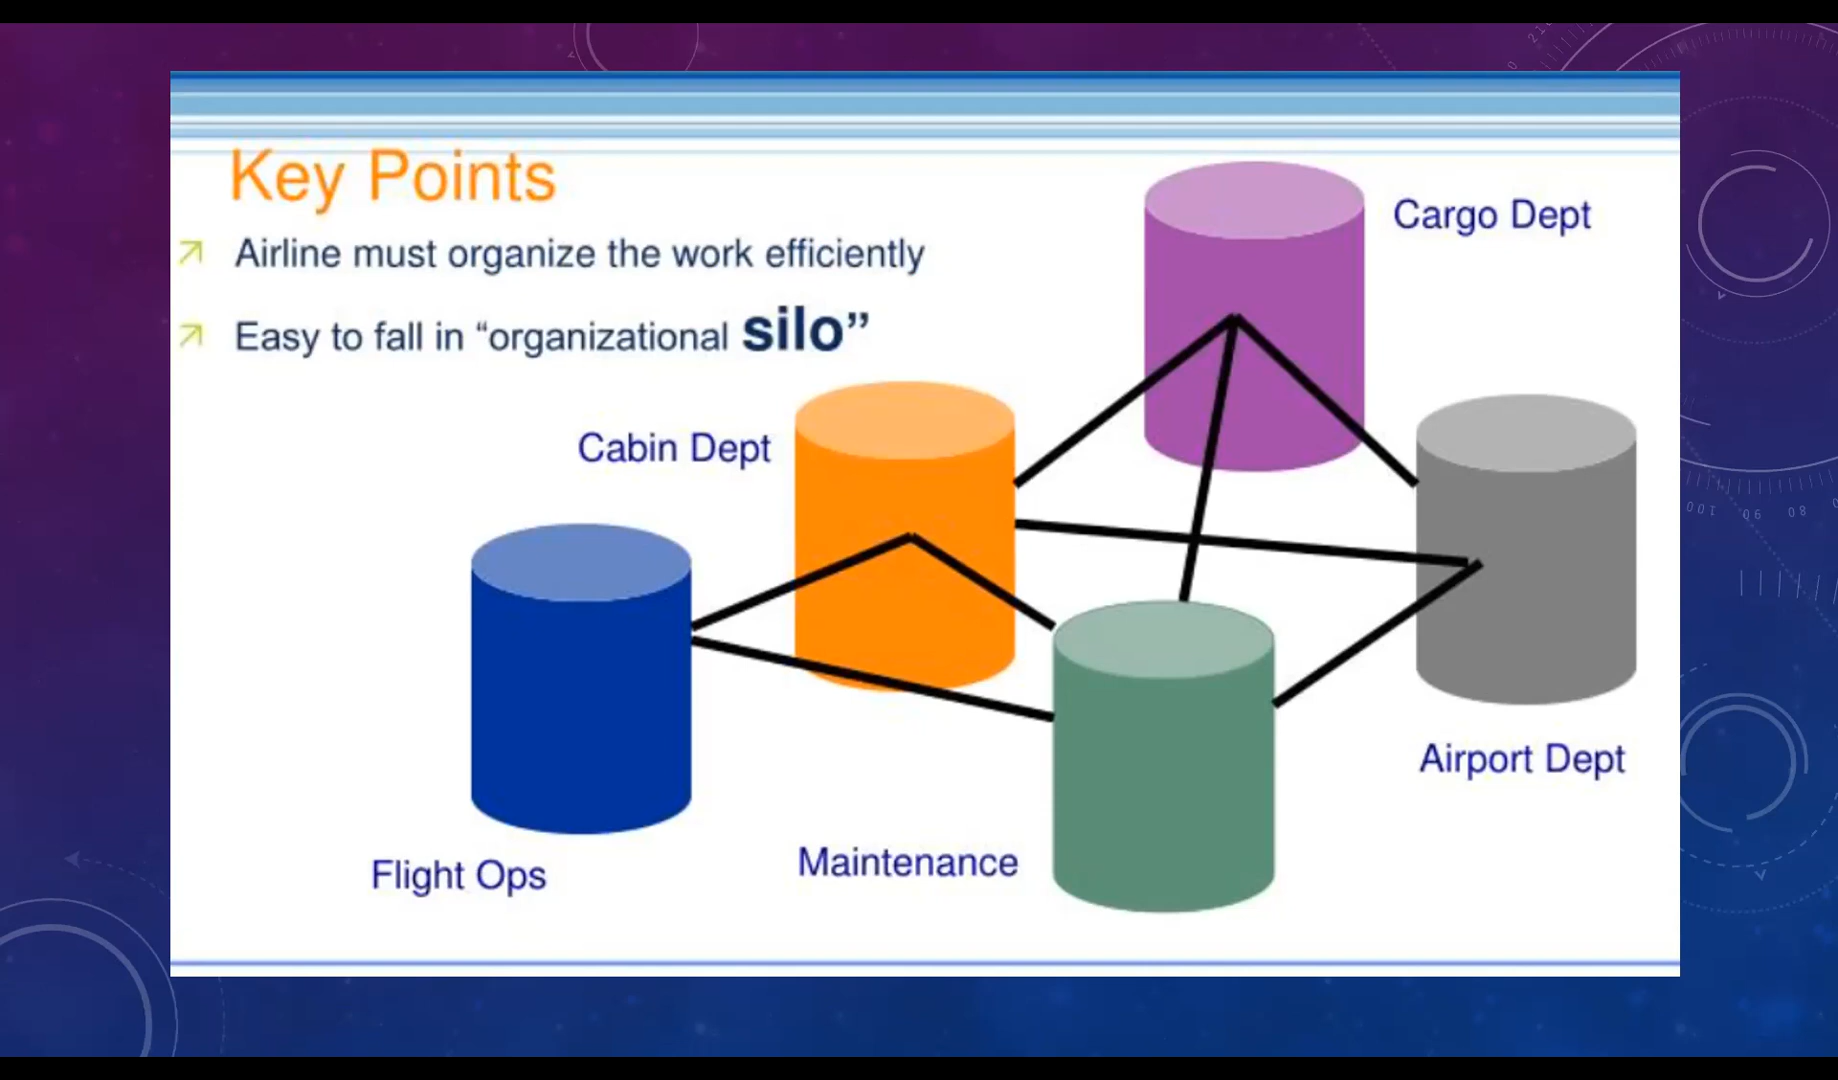 Key Points
Airline must organize the work efficiently
Easy to fall in “organizational silo”
Cargo Dept
Cabin Dept
Airport Dept
Flight Ops
Maintenance